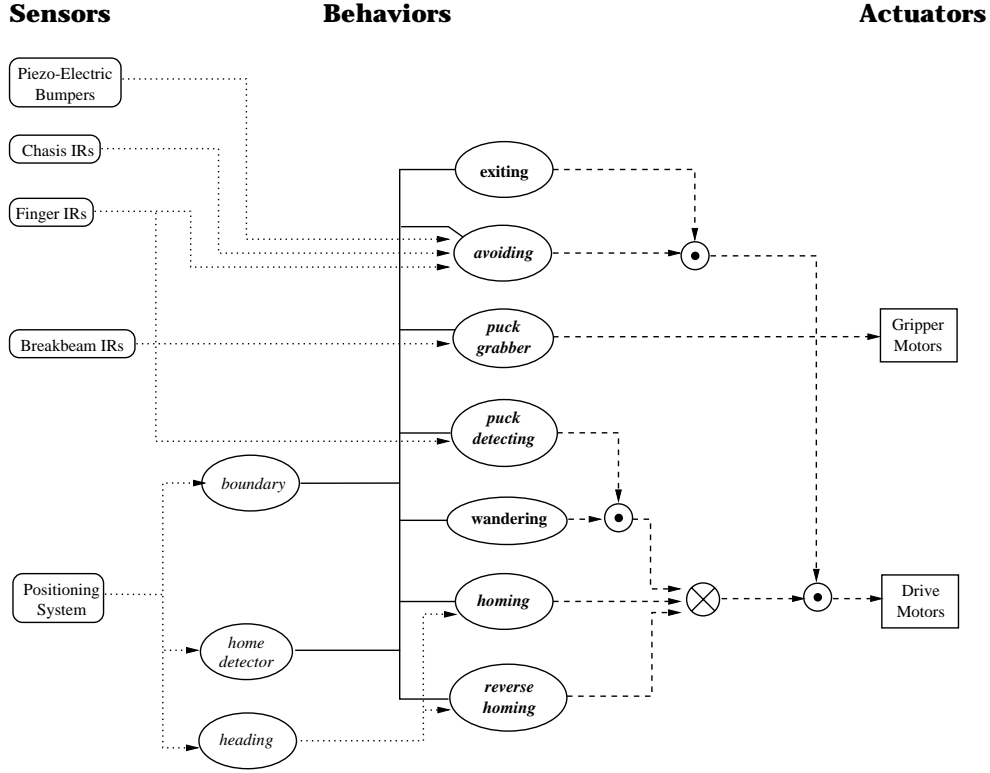 Sensors
Behaviors
Actuators
Piezo-Electric
Bumpers
Chasis IRs
Finger IRs
Breakbeam IRs
Positioning
System
boundary
home
detector
heading
exiting
avoiding
puck
grabber
puck
detecting
wandering
homing
reverse
homing
Gripper
Motors
Drive
Motors